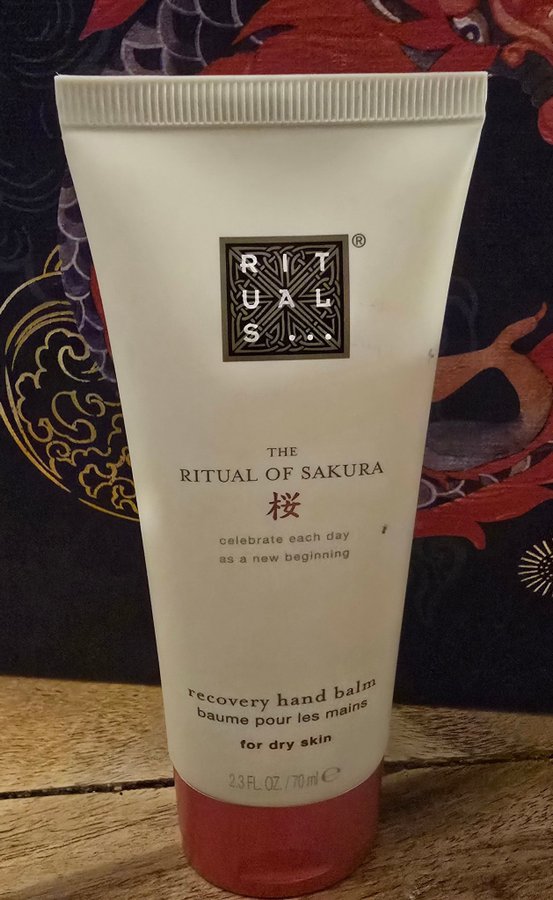 RIT
UAL
S...
®
THE
RITUAL OF SAKURA
桜
celebrate each day
as a new beginning
recovery hand balm
baume pour les mains
for dry skin
2.3 FL. OZ. / 70 ml ℮